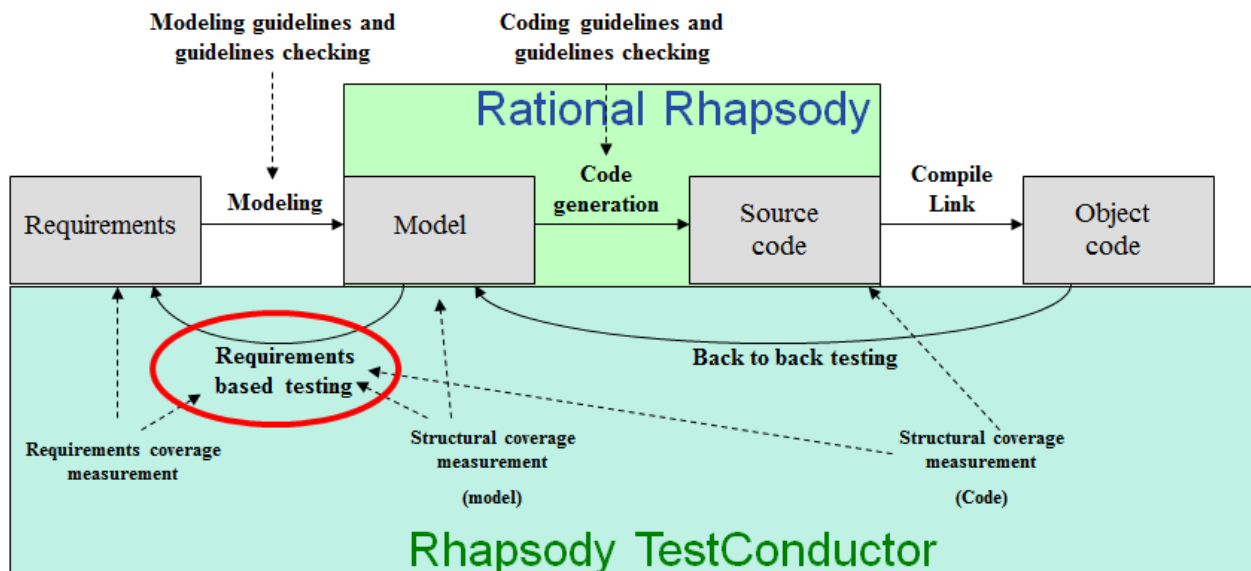 Modeling guidelines and
guidelines checking
Coding guidelines and
guidelines checking
Rational Rhapsody
Requirements
Modeling
Model
Code
generation
Source
code
Compile
Link
Object
code
Requirements
based testing
Back to back testing
Requirements coverage
measurement
Structural coverage
measurement
(model)
Structural coverage
measurement
(Code)
Rhapsody TestConductor